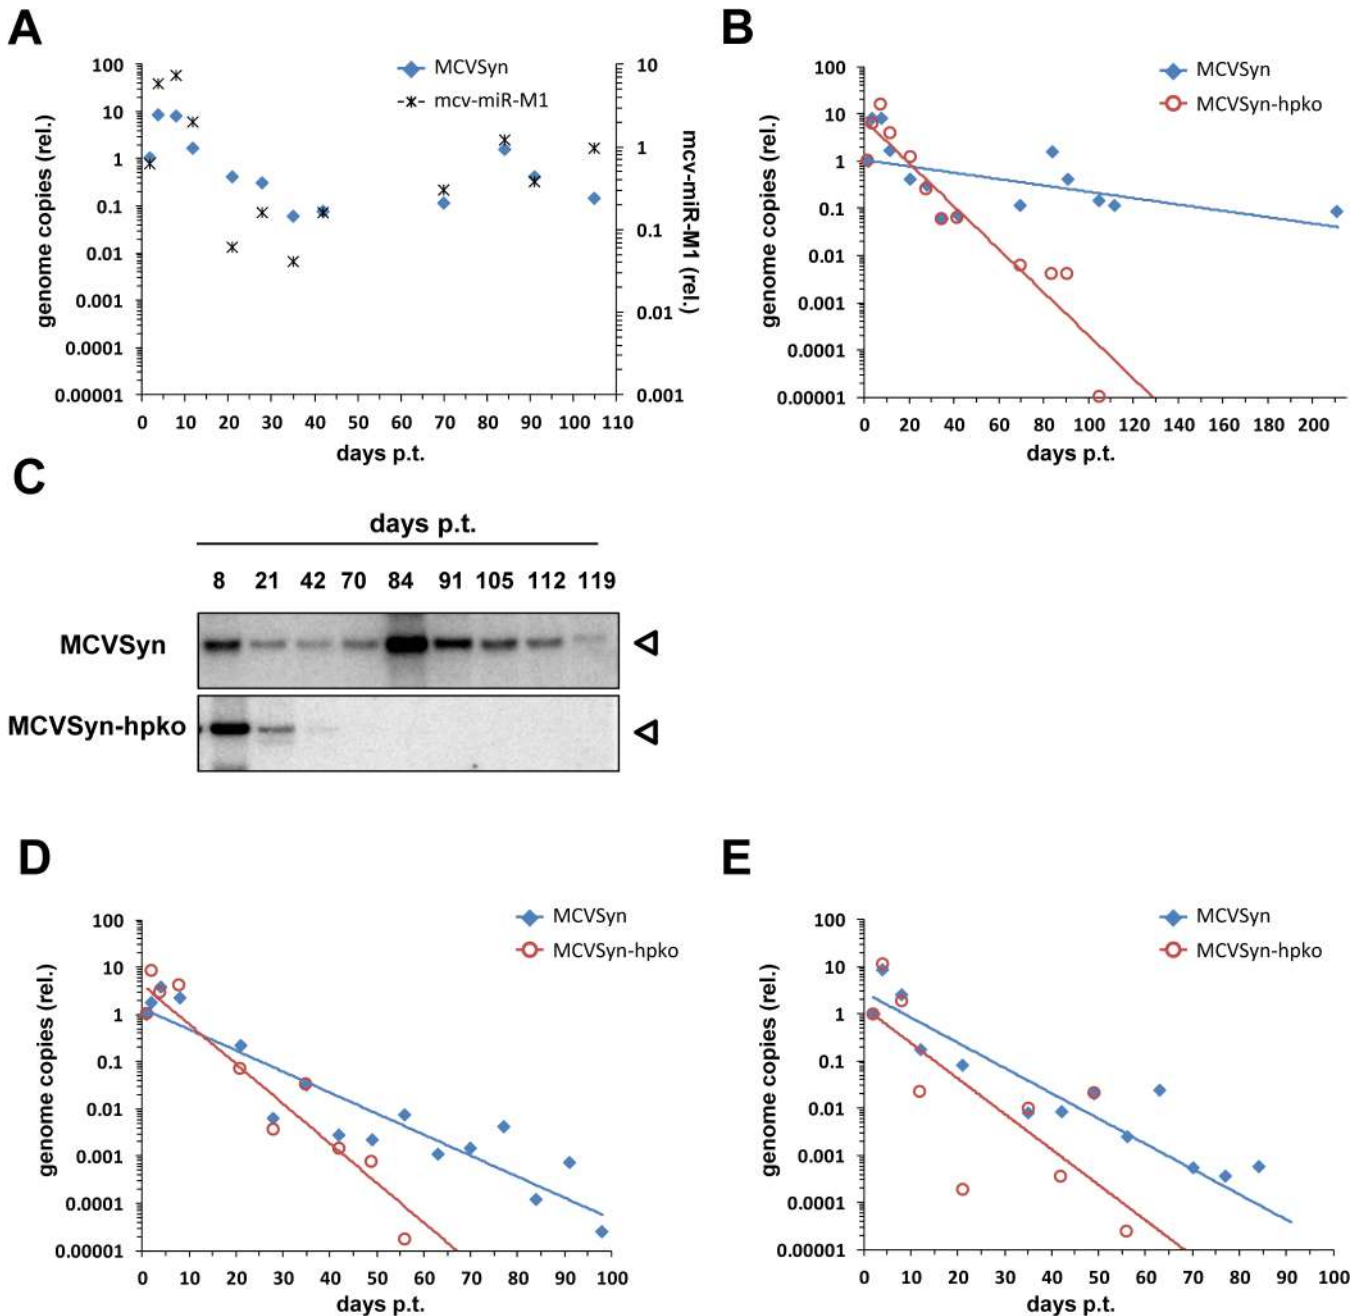 A
MCVSyn
mcv-miR-M1
100
10
1
0.1
0.01
0.001
0.0001
0.00001
genome copies (rel.)
10
1
0.1
0.01
0.001
mcv-miR-M1 (rel.)
0 10 20 30 40 50 60 70 80 90 100 110
days p.t.
B
MCVSyn
MCVSyn-hpko
100
10
1
0.1
0.01
0.001
0.0001
0.00001
genome copies (rel.)
0 20 40 60 80 100 120 140 160 180 200
days p.t.
C
days p.t.
8 21 42 70 84 91 105 112 119
MCVSyn
MCVSyn-hpko
D
MCVSyn
MCVSyn-hpko
100
10
1
0.1
0.01
0.001
0.0001
0.00001
genome copies (rel.)
0 10 20 30 40 50 60 70 80 90 100
days p.t.
E
MCVSyn
MCVSyn-hpko
100
10
1
0.1
0.01
0.001
0.0001
0.00001
genome copies (rel.)
0 10 20 30 40 50 60 70 80 90 100
days p.t.